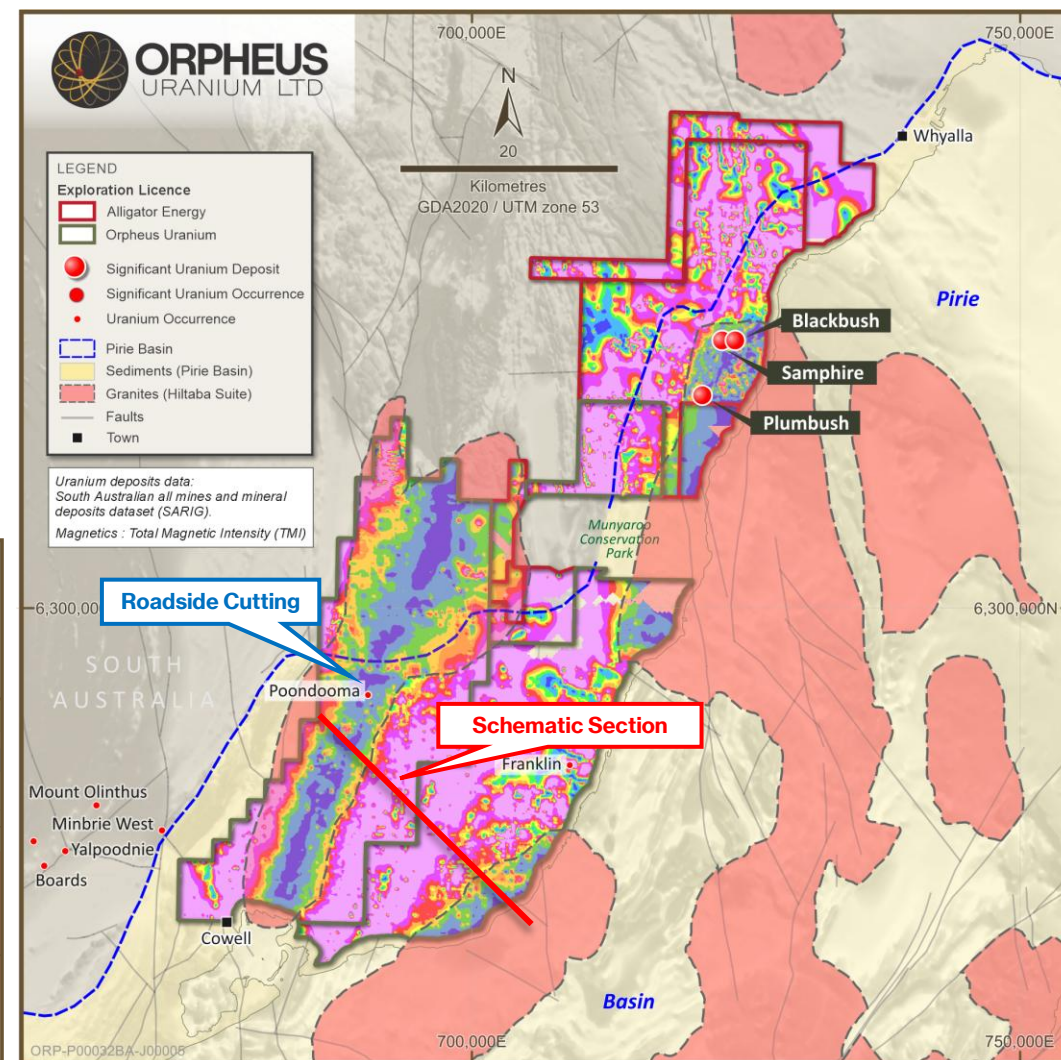 700,000E
750,000E
ORPHEUS
URANIUM LTD
N
20
Kilometres
GDA2020 / UTM zone 53
Whyalla
LEGEND
Exploration Licence
Alligator Energy
Orpheus Uranium
Significant Uranium Deposit
Significant Uranium Occurrence
Uranium Occurrence
Pirie Basin
Sediments (Pirie Basin)
Granites (Hiltaba Suite)
Faults
Town
Uranium deposits data:
South Australian all mines and mineral
deposits dataset (SARIG).
Magnetics : Total Magnetic Intensity (TMI)
Pirie
Blackbush
Samphire
Plumbush
Munyaroo
Conservation
Park
Roadside Cutting
6,300,00
6,300,000N
SOUTH
AUSTRALIA
Poondooma
Schematic Section
Franklin
Mount Olinthus
Minbrie West
Yalpoodnie
Boards
Cowell
Basin
ORP-P00032BA-J00005
700,000E
750,000E